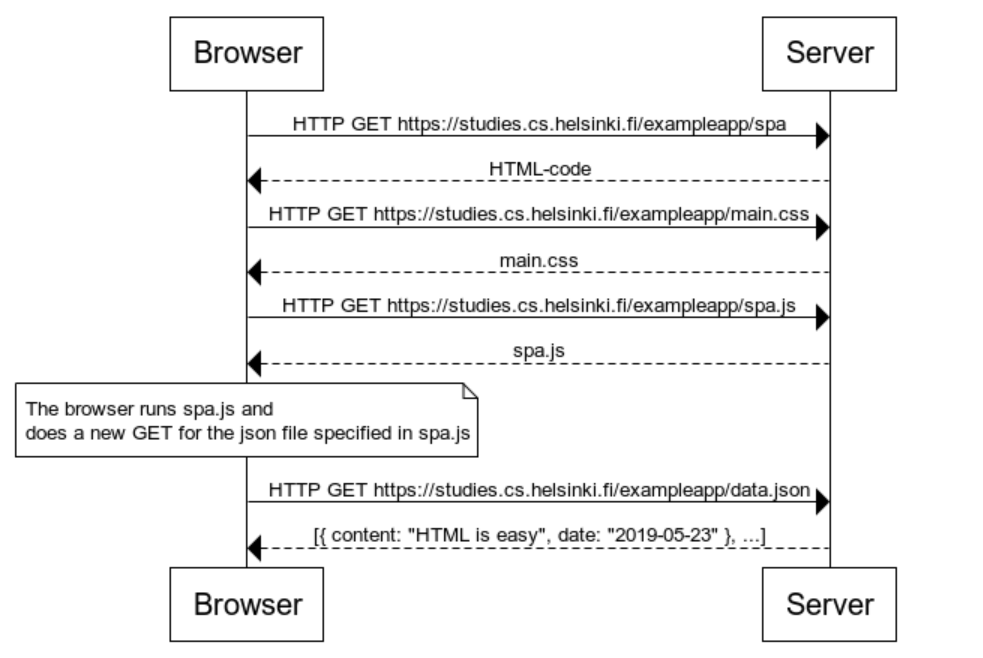 Browser
Server
HTTP GET https://studies.cs.helsinki.fi/exampleapp/spa
HTML-code
HTTP GET https://studies.cs.helsinki.fi/exampleapp/main.css
main.css
HTTP GET https://studies.cs.helsinki.fi/exampleapp/spa.js
spa.js
The browser runs spa.js and
does a new GET for the json file specified in spa.js
HTTP GET https://studies.cs.helsinki.fi/exampleapp/data.json
[{ content: "HTML is easy", date: "2019-05-23" }, ...]
Browser
Server